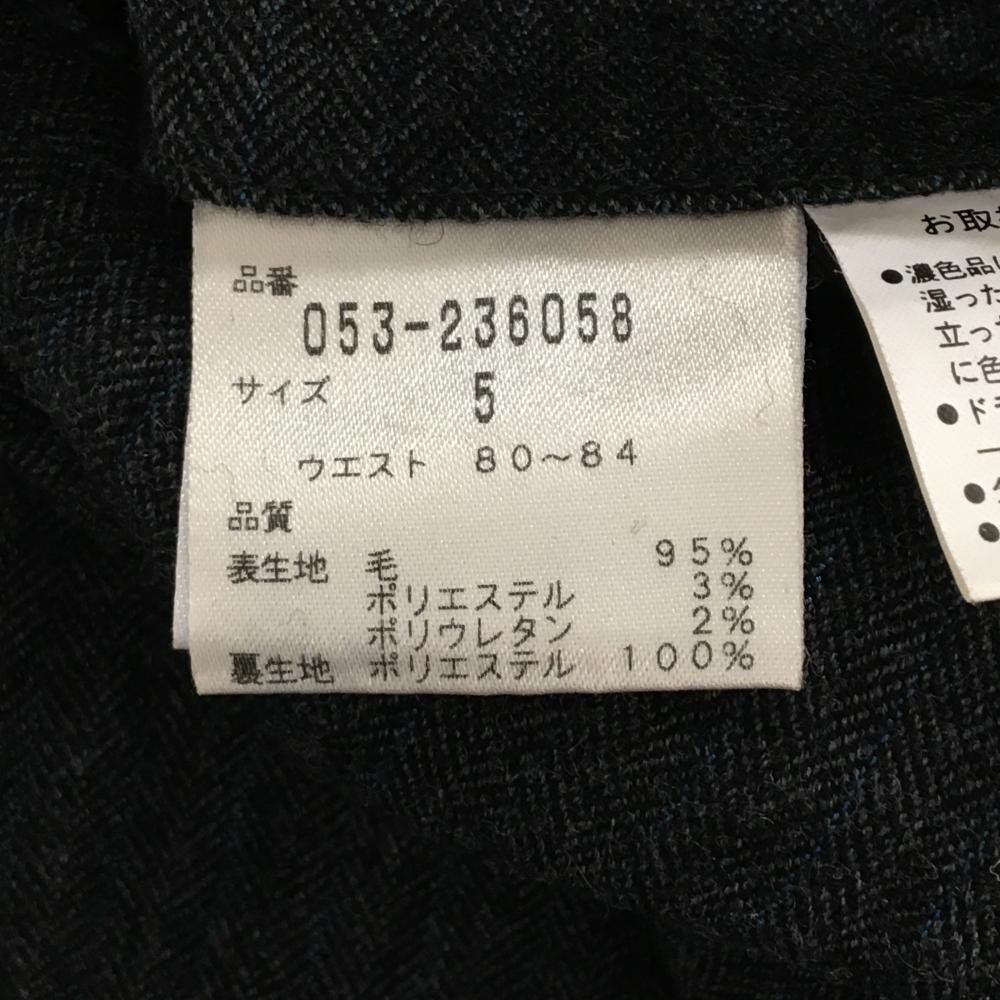 品番
053-236058
サイズ 5
ウエスト 80~84
品質
表生地 毛 95%
ポリエステル 3%
ポリウレタン 2%
裏生地 ポリエステル 100%
お取
●濃色品
湿った
立っ
に色
●ド